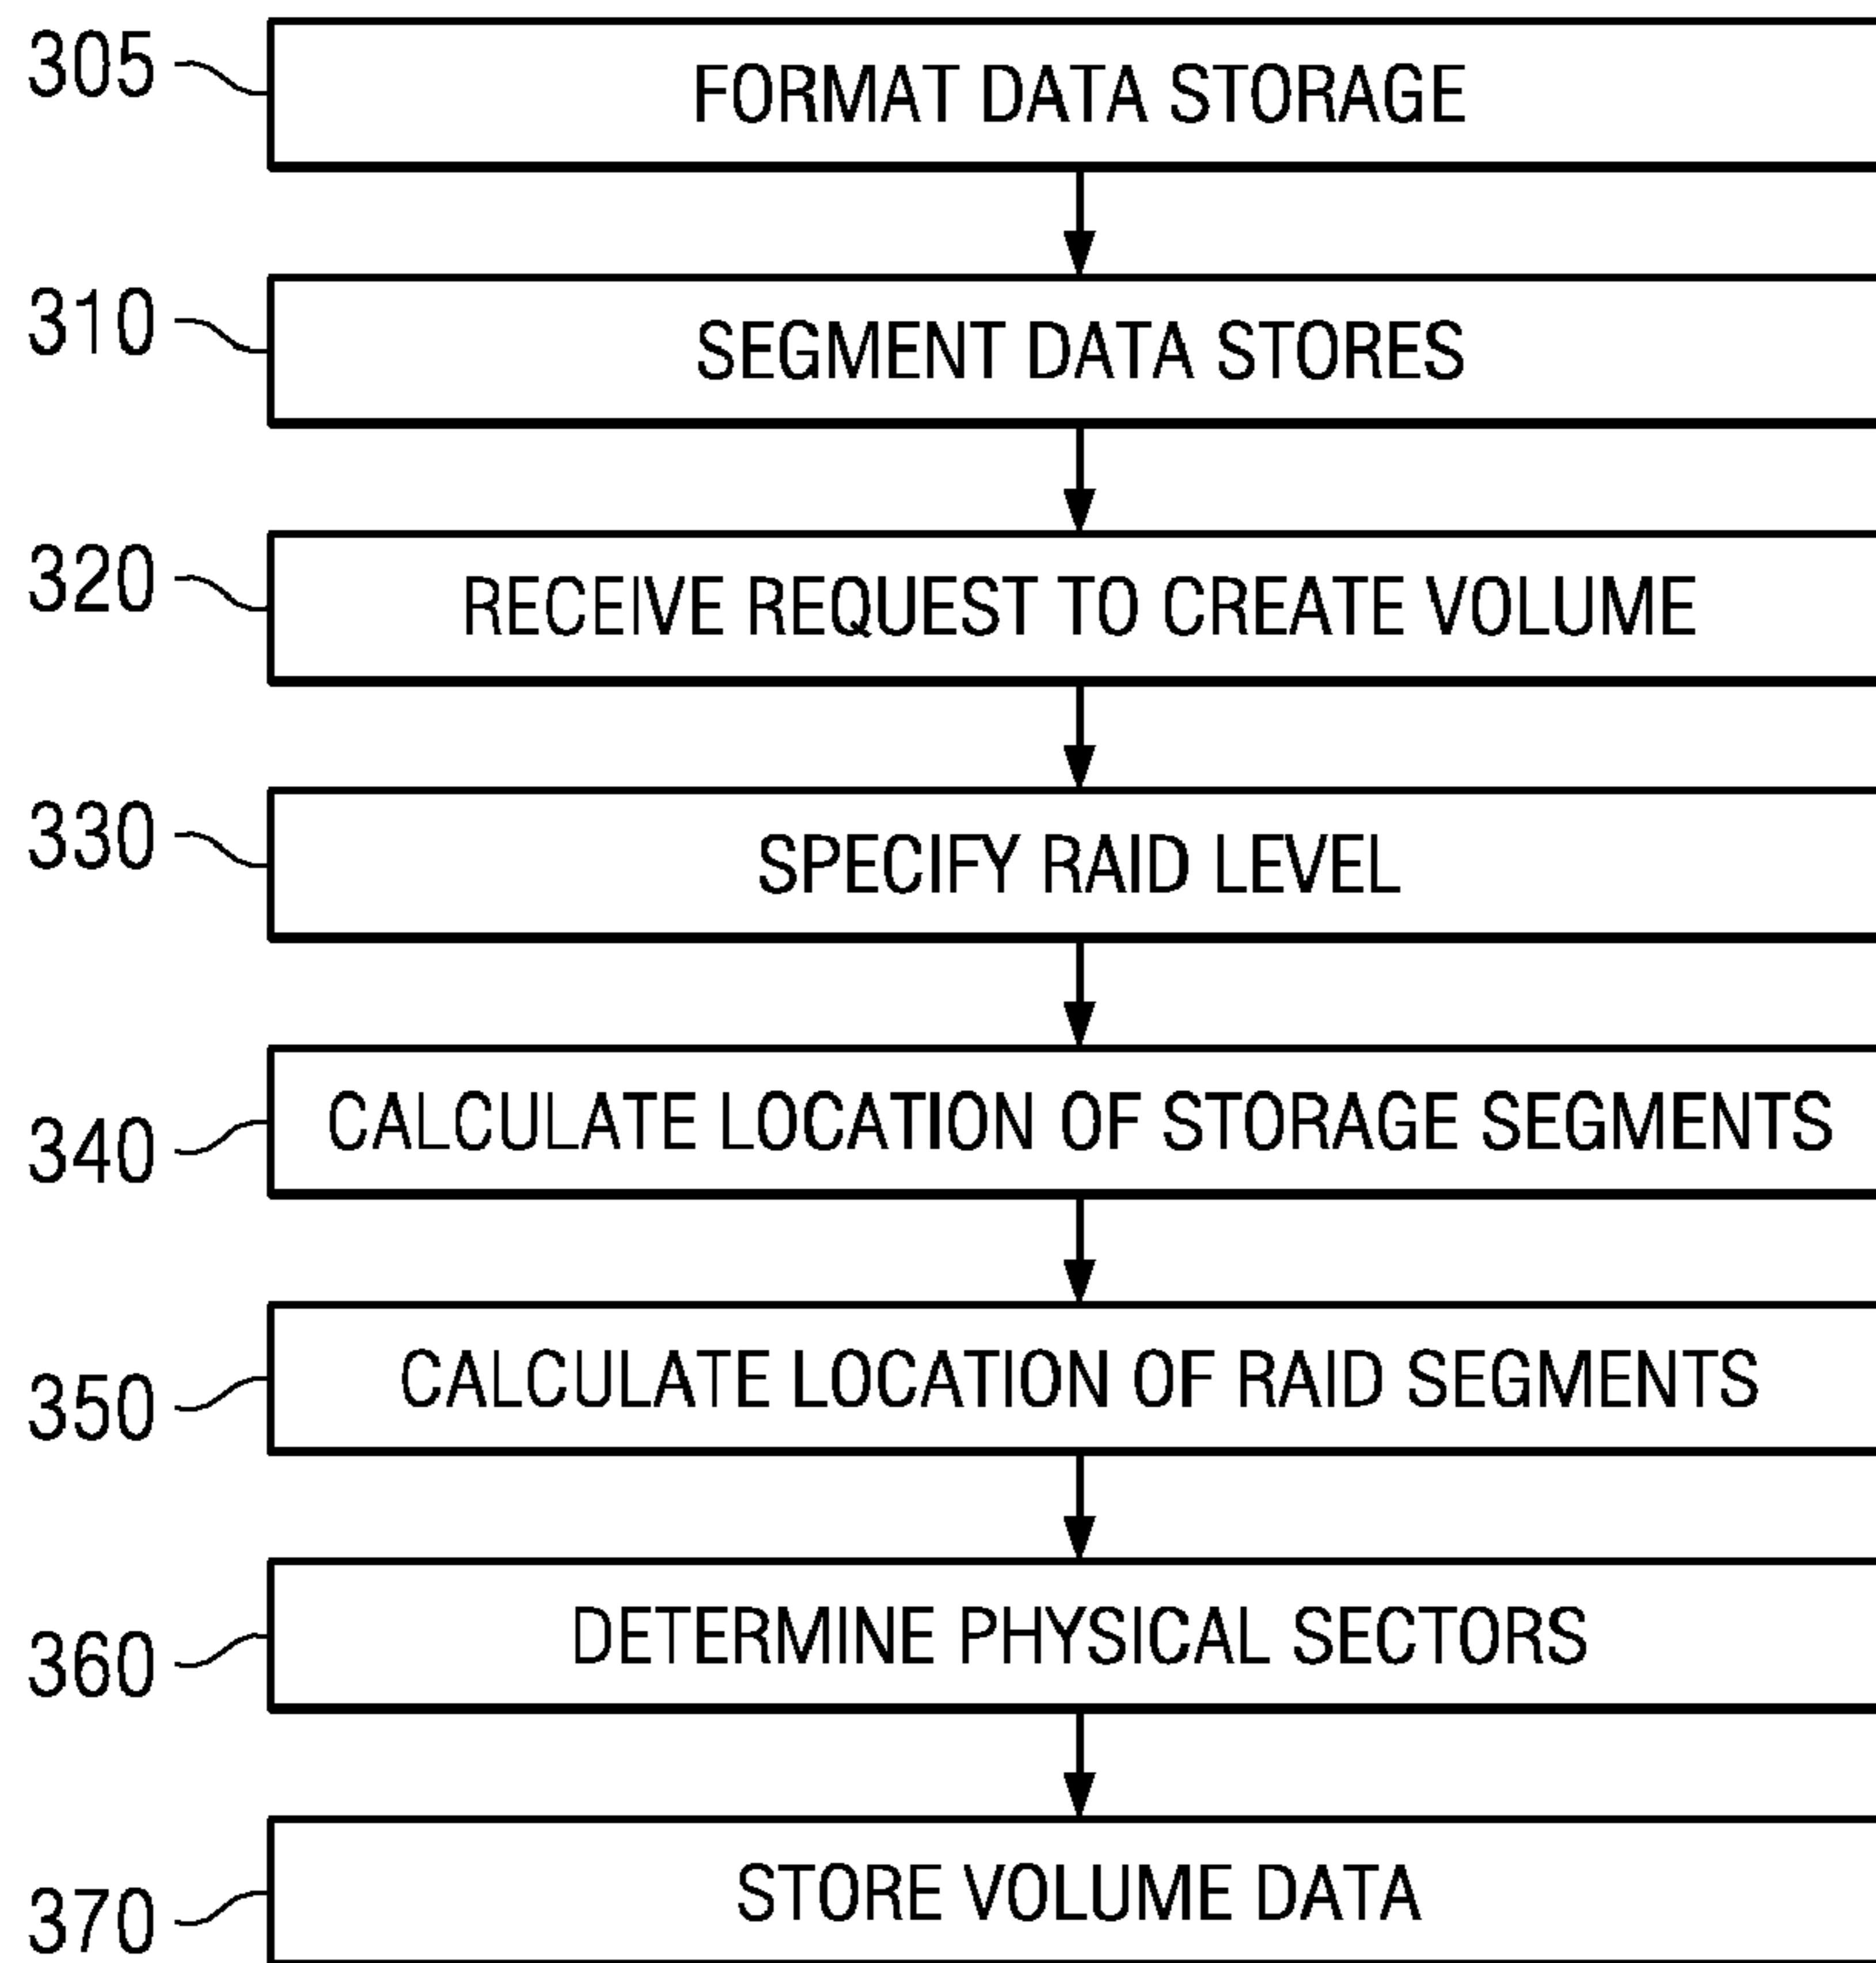 305 FORMAT DATA STORAGE
310 SEGMENT DATA STORES
320 RECEIVE REQUEST TO CREATE VOLUME
330 SPECIFY RAID LEVEL
340 CALCULATE LOCATION OF STORAGE SEGMENTS
350 CALCULATE LOCATION OF RAID SEGMENTS
360 DETERMINE PHYSICAL SECTORS
370 STORE VOLUME DATA